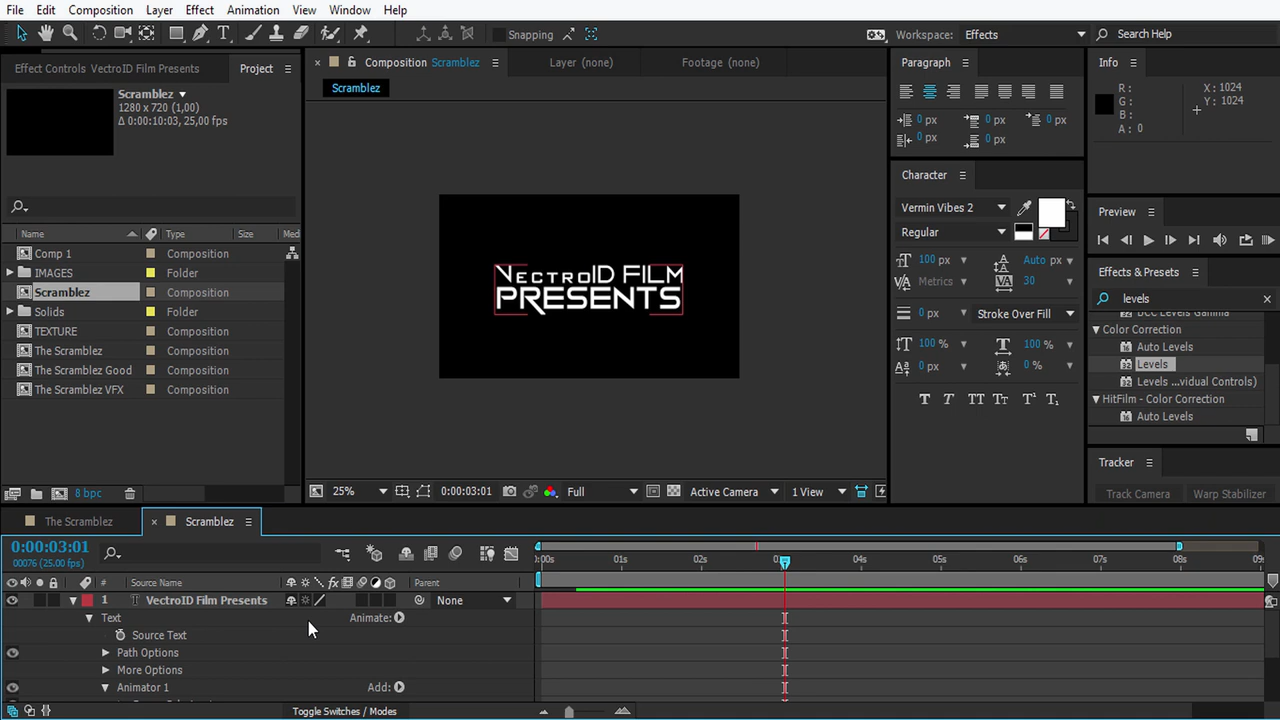 File Edit Composition Layer Effect Animation View Window Help
Snapping Workspace: Effects Search Help
Effect Controls VectroID Film Presents Project
Composition Scramblez Layer (none) Footage (none)
Paragraph
Info
Scramblez
1280 x 720 (1,00)
Δ 0:00:10:03, 25,00 fps
Scramblez
R:
G:
B:
A: 0
X: 1024
Y: 1024
0 px 0 px 0 px
0 px 0 px
Character
Vermin Vibes 2
Regular
Preview
100 px Auto px
Metrics 30
0 px Stroke Over Fill
100 % 100 %
0 px 0 %
Effects & Presets
levels
DCC Levels Gamma
Color Correction
Auto Levels
Levels
Levels ...vidual Controls)
HitFilm - Color Correction
Auto Levels
Tracker
Track Camera Warp Stabilizer
Name Type Size Med
Comp 1 Composition
IMAGES Folder
Scramblez Composition
Solids Folder
TEXTURE Composition
The Scramblez Composition
The Scramblez Good Composition
The Scramblez VFX Composition
8 bpc
VectroID Film
Presents
25% 0:00:03:01 Full Active Camera 1 View
The Scramblez Scramblez
0:00:03:01
00076 (25.00 fps)
:00s 01s 02s 03s 04s 05s 06s 07s 08s 09s
# Source Name Parent
1 T VectroID Film Presents None
Text Animate:
Source Text
Path Options
More Options
Animator 1 Add:
Toggle Switches / Modes